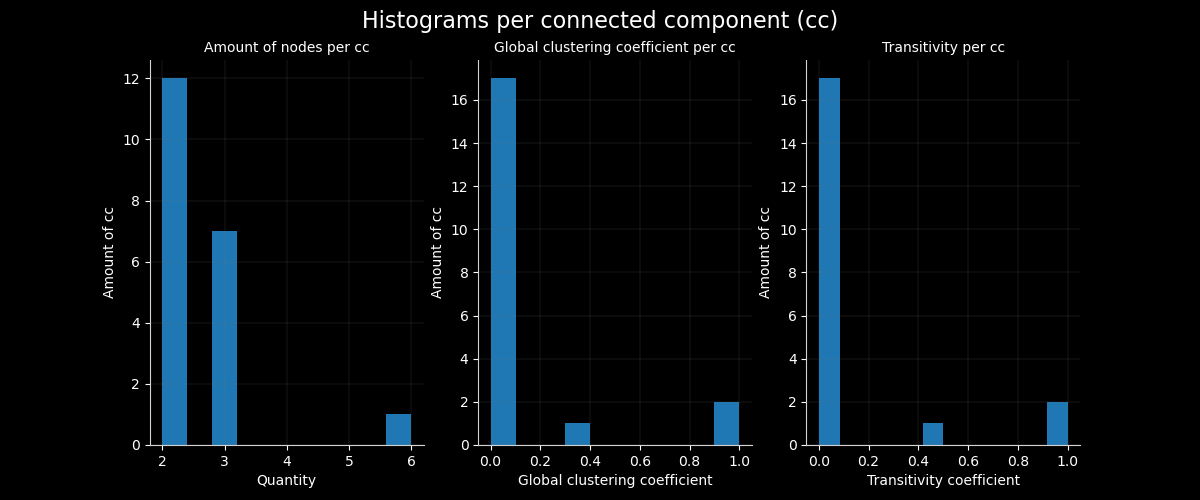 Histograms per connected component (cc)
Amount of nodes per cc
Global clustering coefficient per cc
Transitivity per cc
Amount of cc
12
10
8
6
4
2
0
2 3 4 5 6
Quantity
Amount of cc
16
14
12
10
8
6
4
2
0
0.0 0.2 0.4 0.6 0.8 1.0
Global clustering coefficient
Amount of cc
16
14
12
10
8
6
4
2
0
0.0 0.2 0.4 0.6 0.8 1.0
Transitivity coefficient